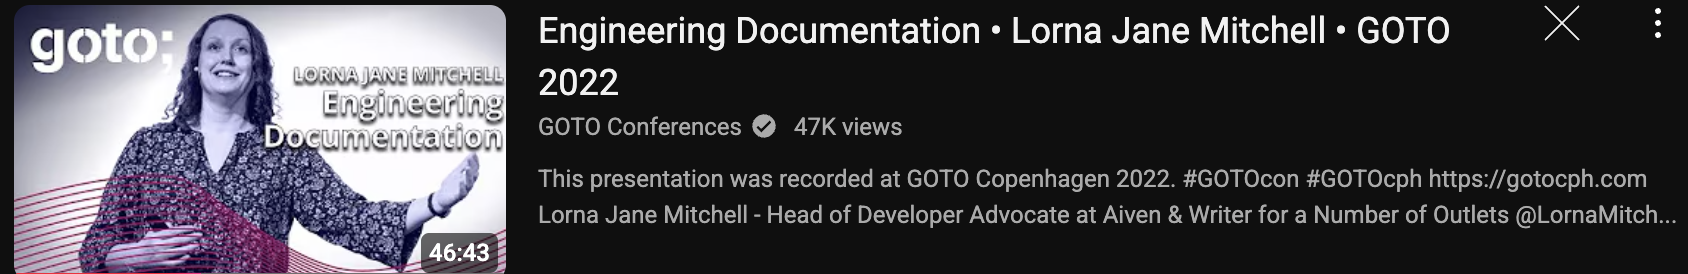 goto;
LORNA JANE MITCHELL
Engineering
Documentation
46:43
Engineering Documentation • Lorna Jane Mitchell • GOTO
2022
GOTO Conferences 47K views
This presentation was recorded at GOTO Copenhagen 2022. #GOTOcon #GOTOcph https://gotocph.com
Lorna Jane Mitchell - Head of Developer Advocate at Aiven & Writer for a Number of Outlets @LornaMitch...